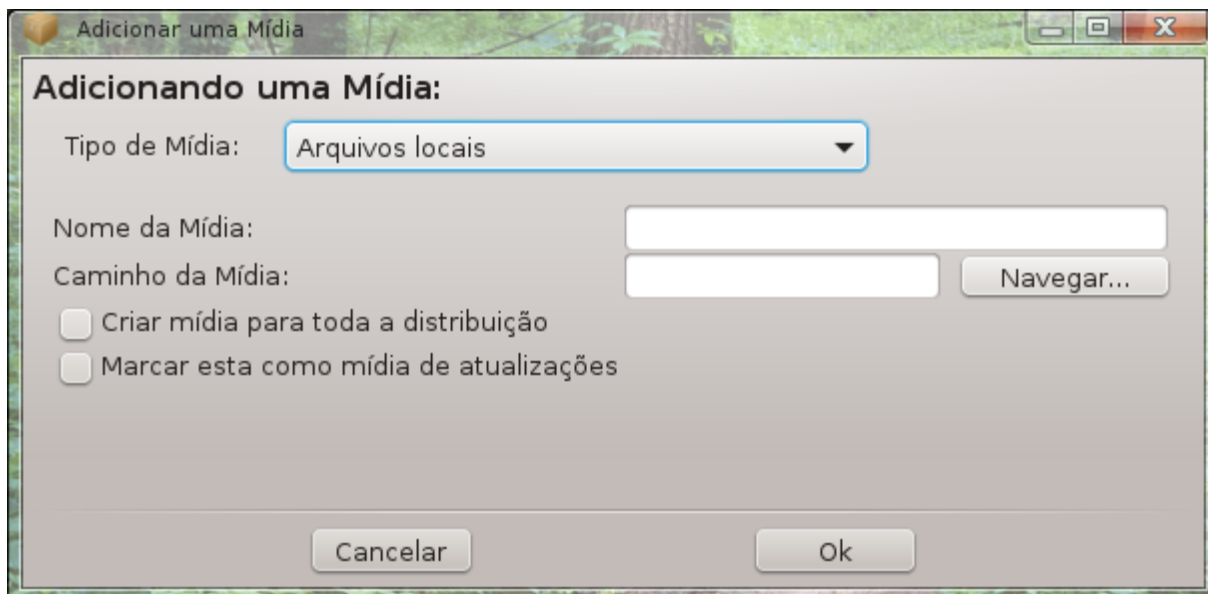 Adicionar uma Mídia
Adicionando uma Mídia:
Tipo de Mídia: Arquivos locais
Nome da Mídia:
Caminho da Mídia: Navegar...
Criar mídia para toda a distribuição
Marcar esta como mídia de atualizações
Cancelar Ok